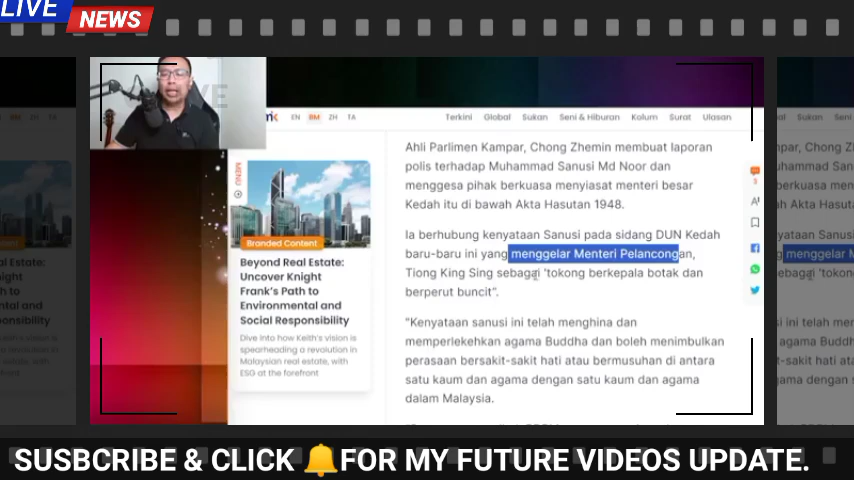 LIVE
NEWS
EN BM ZH TA
Terkini Global Sukan Seni & Hiburan Kolum Surat Ulasan
MENU
Branded Content
Beyond Real Estate:
Uncover Knight
Frank's Path to
Environmental and
Social Responsibility
Dive into how Keith's vision is
spearheading a revolution in
Malaysian real estate, with
ESG at the forefront
Ahli Parlimen Kampar, Chong Zhemin membuat laporan
polis terhadap Muhammad Sanusi Md Noor dan
menggesa pihak berkuasa menyiasat menteri besar
Kedah itu di bawah Akta Hasutan 1948.
Ia berhubung kenyataan Sanusi pada sidang DUN Kedah
baru-baru ini yang menggelar Menteri Pelancongan,
Tiong King Sing sebagai 'tokong berkepala botak dan
berperut buncit".
"Kenyataan sanusi ini telah menghina dan
memperlekehkan agama Buddha dan boleh menimbulkan
perasaan bersakit-sakit hati atau bermusuhan di antara
satu kaum dan agama dengan satu kaum dan agama
dalam Malaysia.
SUSBCRIBE & CLICK 🔔FOR MY FUTURE VIDEOS UPDATE.